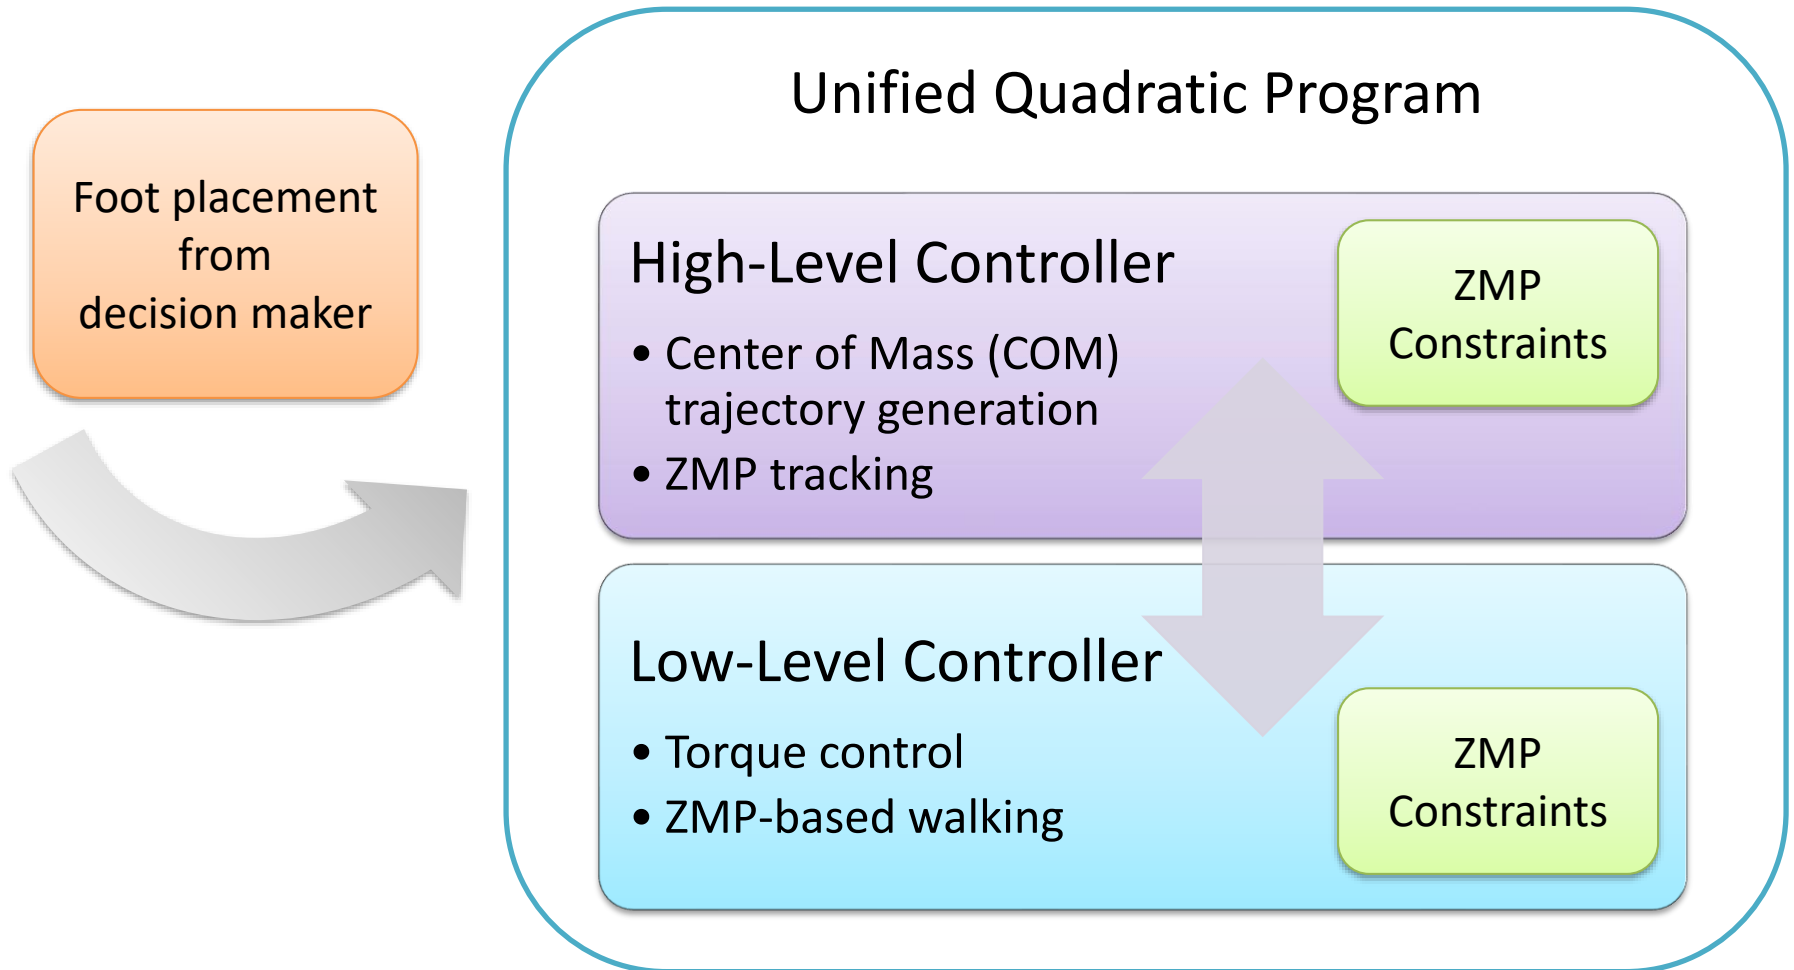 Unified Quadratic Program
Foot placement
from
decision maker
High-Level Controller
• Center of Mass (COM)
trajectory generation
• ZMP tracking
ZMP
Constraints
Low-Level Controller
• Torque control
• ZMP-based walking
ZMP
Constraints